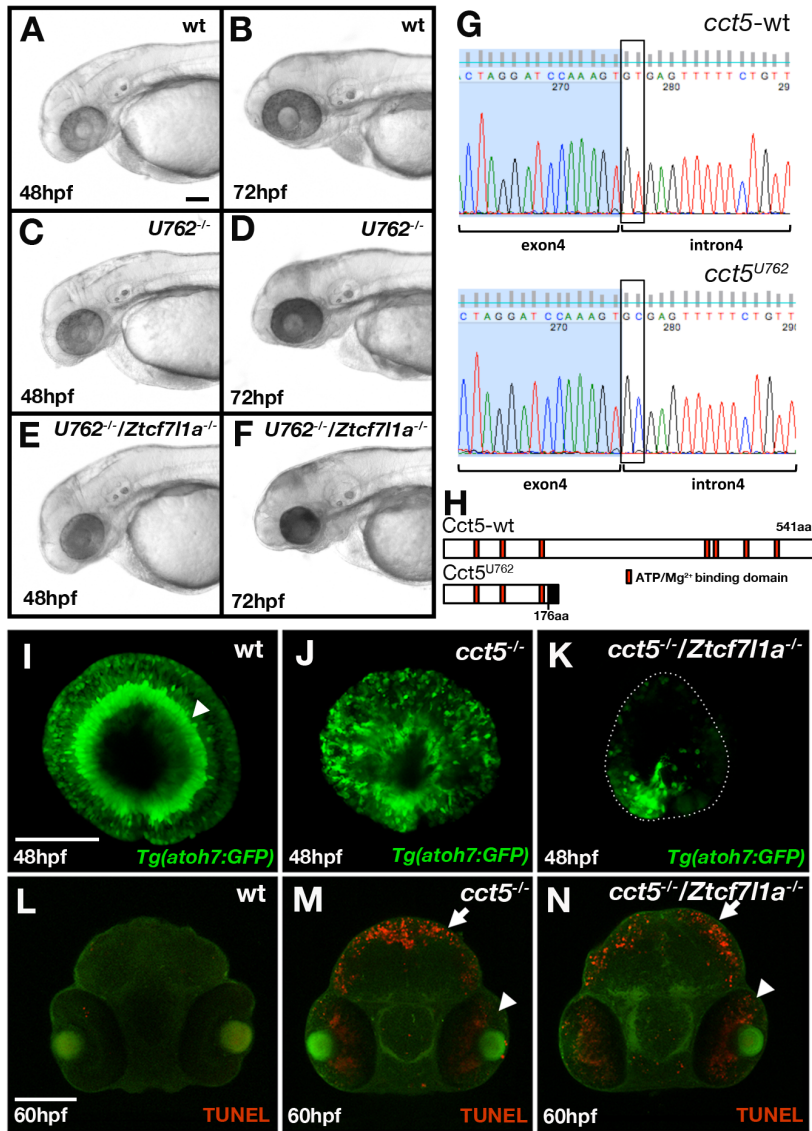 A
wt
48hpf
B
wt
72hpf
C
U762-/-
48hpf
D
U762-/-
72hpf
E
U762-/-/Ztcf7l1a-/-
48hpf
F
U762-/-/Ztcf7l1a-/-
72hpf
G
cct5-wt
C T A G G A T C C A A A G T G T G A G T T T T T C T G T T
270 280 29
exon4 intron4
cct5U762
C T A G G A T C C A A A G T G C G A G T T T T T C T G T T
270 280 290
exon4 intron4
H
Cct5-wt 541aa
Cct5U762
ATP/Mg2+ binding domain
176aa
I
wt
48hpf
Tg(atoh7:GFP)
J
cct5-/-
48hpf
Tg(atoh7:GFP)
K
cct5-/-/Ztcf7l1a-/-
48hpf
Tg(atoh7:GFP)
L
wt
60hpf
TUNEL
M
cct5-/-
60hpf
TUNEL
N
cct5-/-/Ztcf7l1a-/-
60hpf
TUNEL